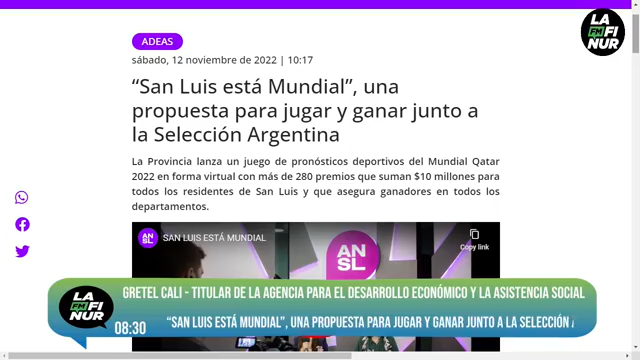 LA
FM FI
NUR
ADEAS
sábado, 12 noviembre de 2022 | 10:17
“San Luis está Mundial”, una
propuesta para jugar y ganar junto a
la Selección Argentina
La Provincia lanza un juego de pronósticos deportivos del Mundial Qatar
2022 en forma virtual con más de 280 premios que suman $10 millones para
todos los residentes de San Luis y que asegura ganadores en todos los
departamentos.
AN
SL
SAN LUIS ESTÁ MUNDIAL
Copy link
AN
SL
LA
FM FI
NUR
GRETEL CALI - TITULAR DE LA AGENCIA PARA EL DESARROLLO ECONÓMICO Y LA ASISTENCIA SOCIAL
08:30
“SAN LUIS ESTÁ MUNDIAL”, UNA PROPUESTA PARA JUGAR Y GANAR JUNTO A LA SELECCIÓN